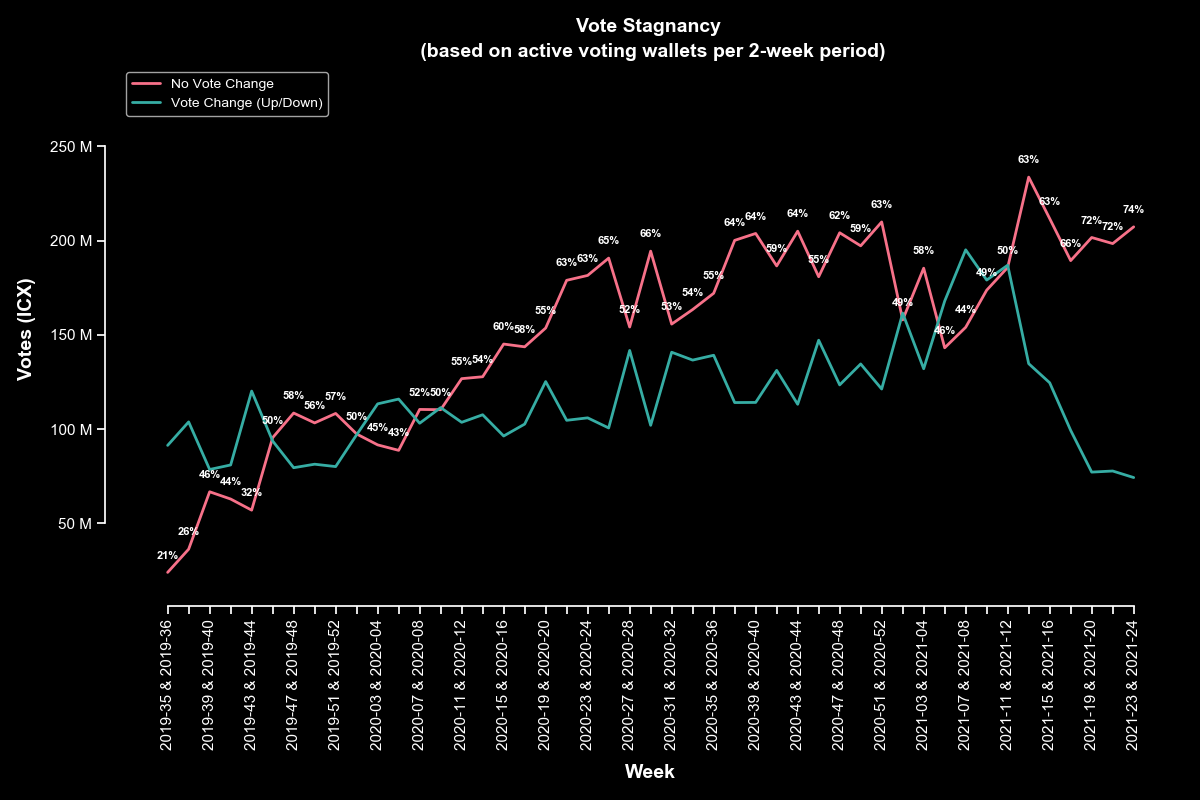 Vote Stagnancy
(based on active voting wallets per 2-week period)
No Vote Change
Vote Change (Up/Down)
Votes (ICX)
250 M
200 M
150 M
100 M
50 M
21%
26%
46%
44%
32%
50%
58%
56%
57%
50%
45%
43%
52%
50%
55%
54%
60%
58%
55%
63%
63%
65%
52%
66%
53%
54%
55%
64%
64%
59%
64%
55%
62%
59%
63%
49%
58%
46%
44%
49%
50%
63%
63%
66%
72%
72%
74%
2019-35 & 2019-36
2019-39 & 2019-40
2019-43 & 2019-44
2019-47 & 2019-48
2019-51 & 2019-52
2020-03 & 2020-04
2020-07 & 2020-08
2020-11 & 2020-12
2020-15 & 2020-16
2020-19 & 2020-20
2020-23 & 2020-24
2020-27 & 2020-28
2020-31 & 2020-32
2020-35 & 2020-36
2020-39 & 2020-40
2020-43 & 2020-44
2020-47 & 2020-48
2020-51 & 2020-52
2021-03 & 2021-04
2021-07 & 2021-08
2021-11 & 2021-12
2021-15 & 2021-16
2021-19 & 2021-20
2021-23 & 2021-24
Week